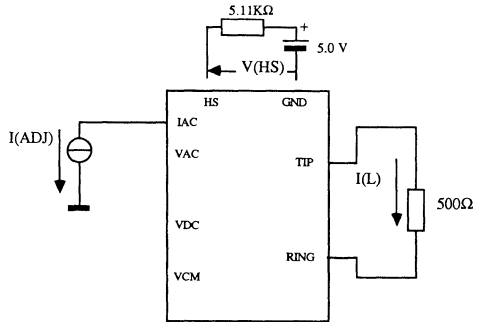 5.11KΩ
+
5.0 V
V(HS)
HS
GND
IAC
I(ADJ)
VAC
TIP
I(L)
500Ω
VDC
RING
VCM